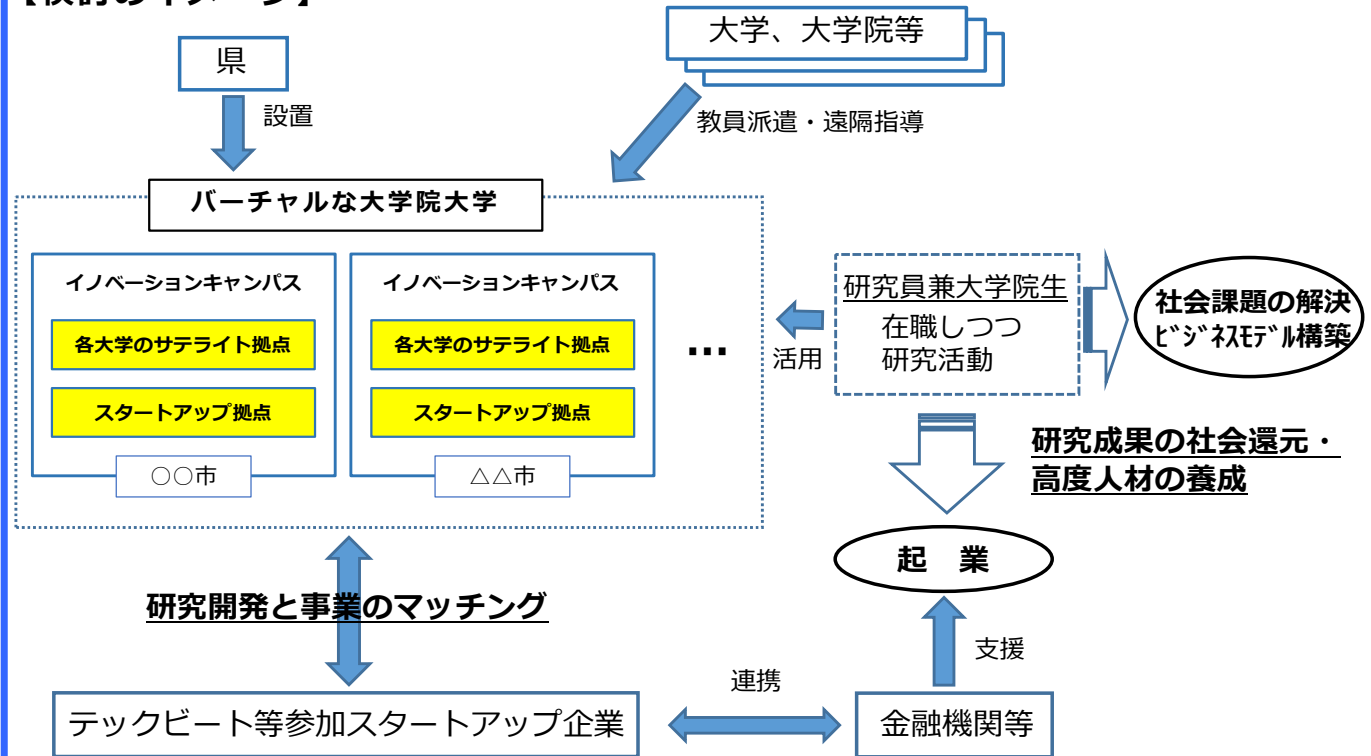 【検討のイメージ】
県
大学、大学院等
設置
教員派遣・遠隔指導
バーチャルな大学院大学
イノベーションキャンパス
各大学のサテライト拠点
スタートアップ拠点
○○市
イノベーションキャンパス
各大学のサテライト拠点
スタートアップ拠点
△△市
…
活用
研究員兼大学院生
在職しつつ
研究活動
社会課題の解決
ﾋﾞｼﾞﾈｽﾓﾃﾞﾙ構築
研究成果の社会還元・
高度人材の養成
起　業
研究開発と事業のマッチング
支援
連携
テックビート等参加スタートアップ企業
金融機関等